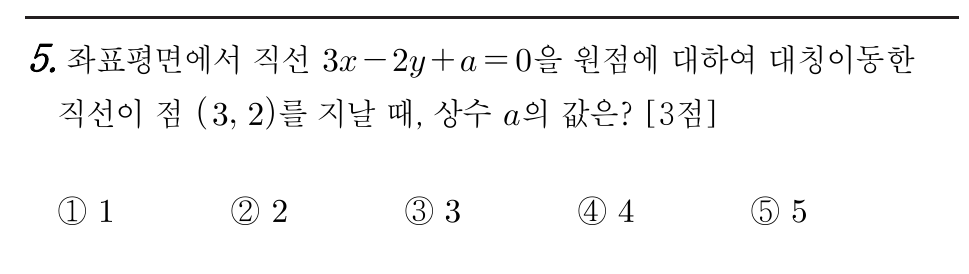 5. 좌표평면에서 직선 3x-2y+a=0을 원점에 대하여 대칭이동한
직선이 점 (3, 2)를 지날 때, 상수 a의 값은? [3점]
① 1 ② 2 ③ 3 ④ 4 ⑤ 5